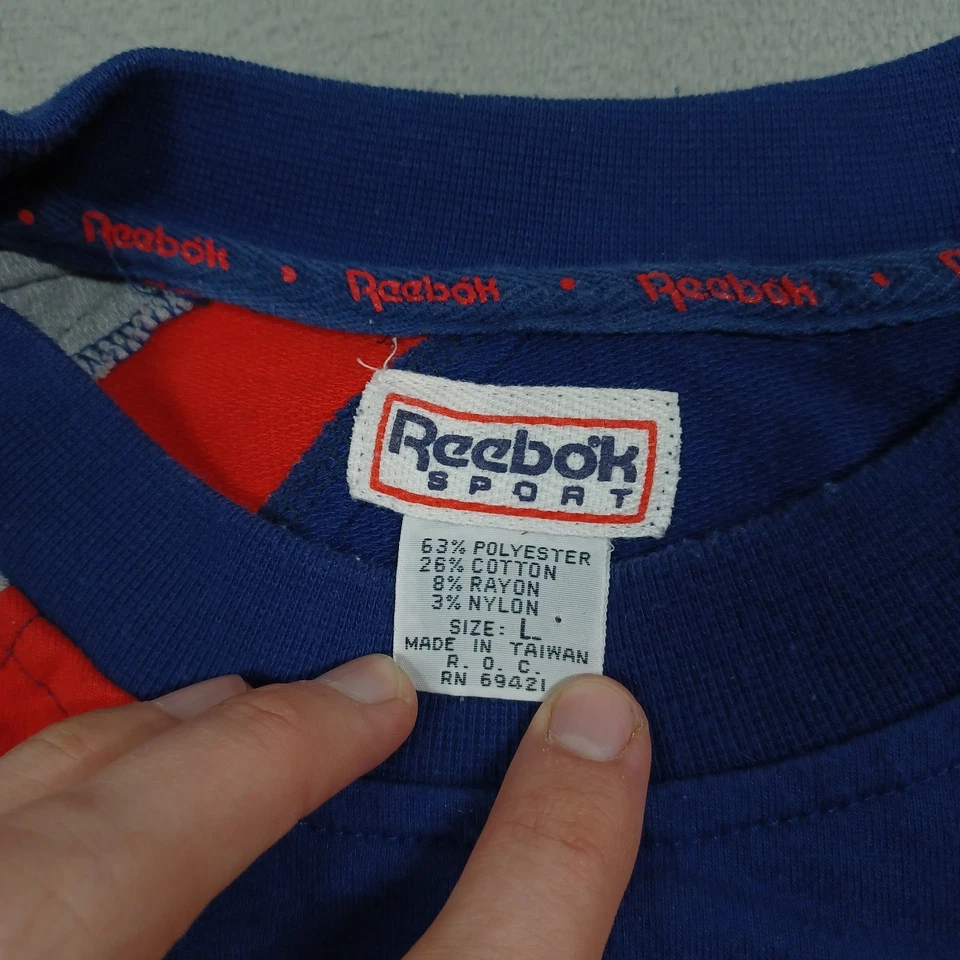 Reebok Reebok Reebok
Reebok
SPORT
63% POLYESTER
26% COTTON
8% RAYON
3% NYLON
SIZE: L
MADE IN TAIWAN
R. O. C.
RN 69421